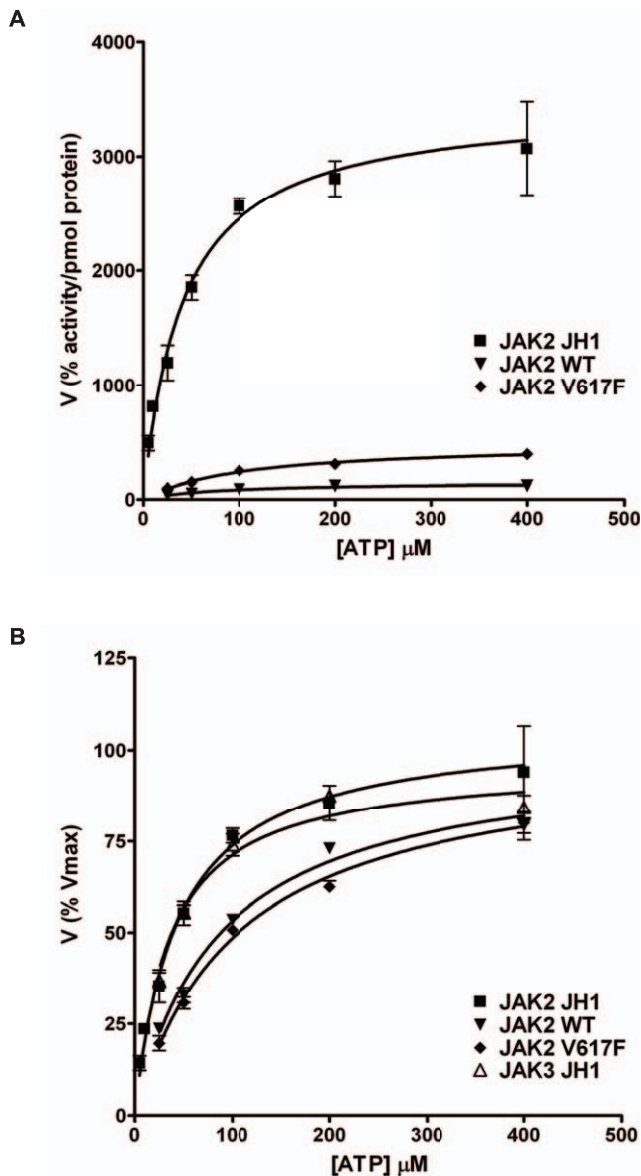 A
4000
3000
2000
1000
0
V (% activity/pmol protein)
JAK2 JH1
JAK2 WT
JAK2 V617F
0 100 200 300 400 500
[ATP] μM
B
125
100
75
50
25
0
V (% Vmax)
JAK2 JH1
JAK2 WT
JAK2 V617F
JAK3 JH1
0 100 200 300 400 500
[ATP] μM